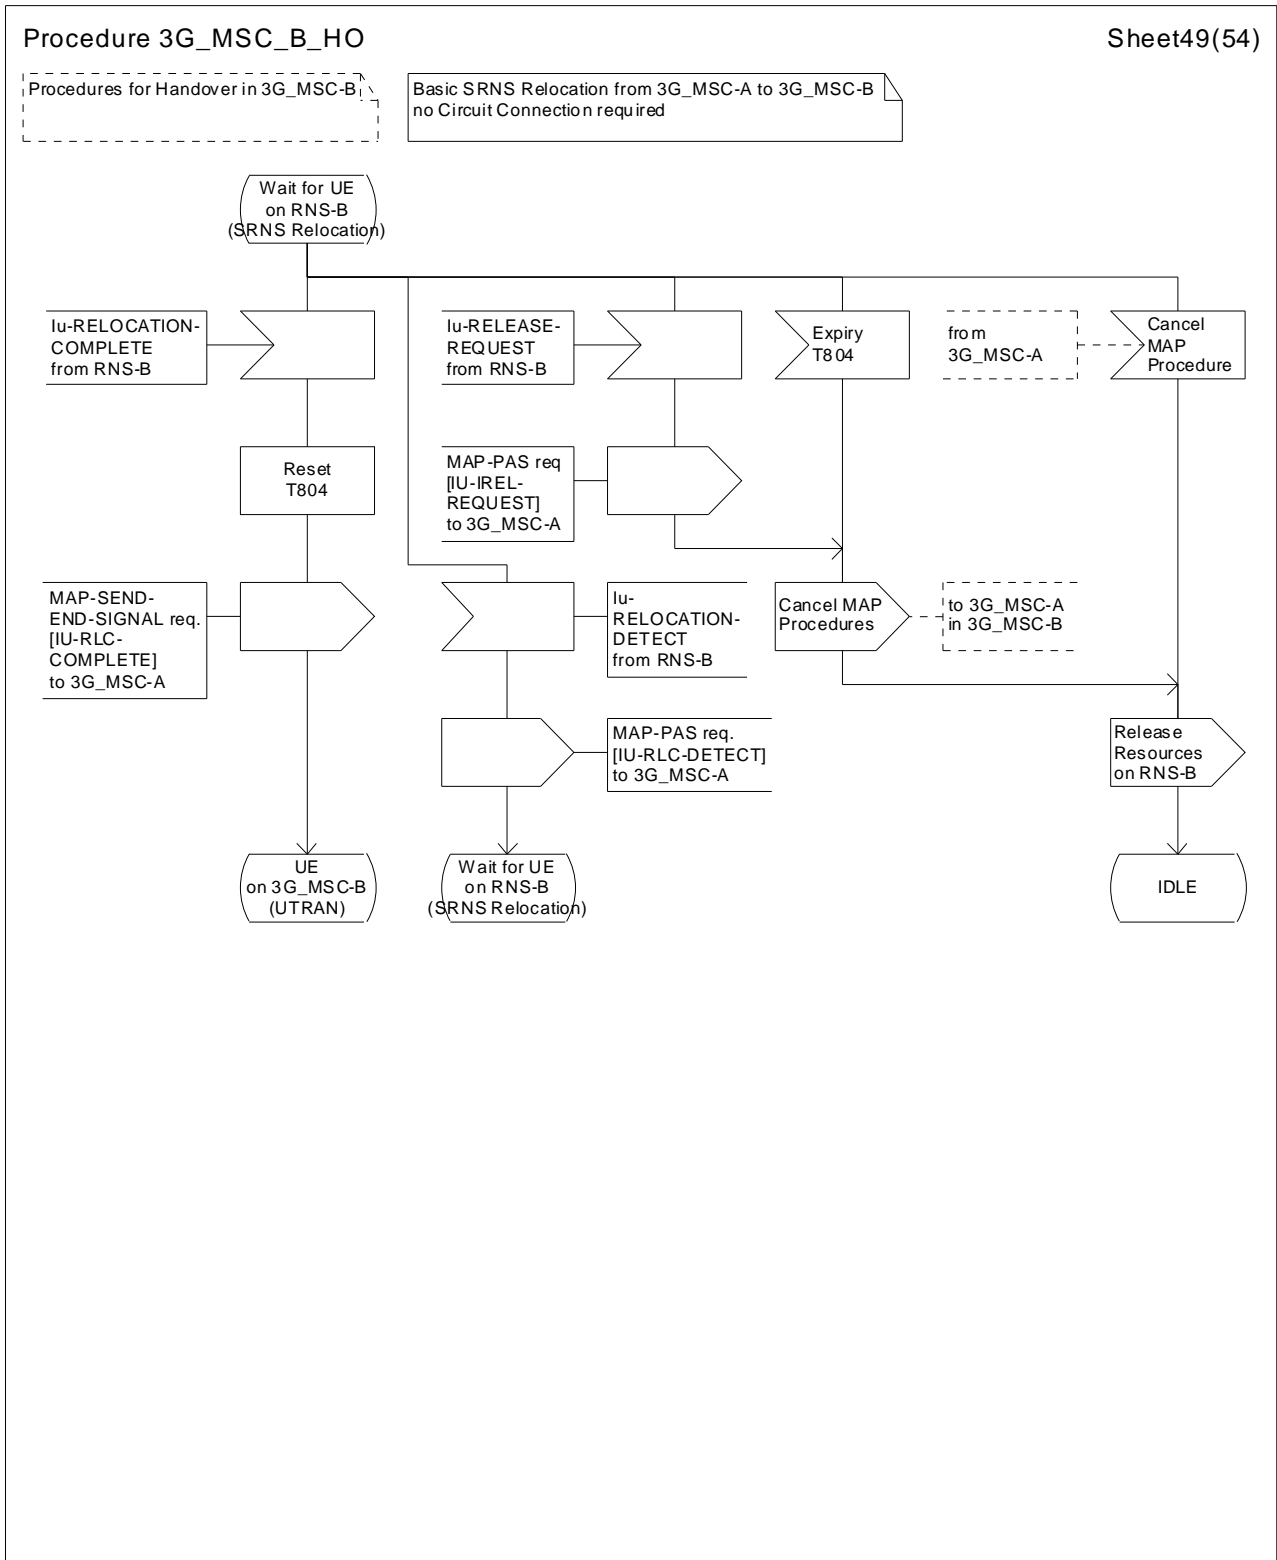 Procedure 3G_MSC_B_HO
Sheet49(54)
Procedures for Handover in 3G_MSC-B
Basic SRNS Relocation from 3G_MSC-A to 3G_MSC-B
no Circuit Connection required
Wait for UE
on RNS-B
(SRNS Relocation)
Iu-RELOCATION-
COMPLETE
from RNS-B
Iu-RELEASE-
REQUEST
from RNS-B
Expiry
T804
from
3G_MSC-A
Cancel
MAP
Procedure
Reset
T804
MAP-PAS req
[IU-IREL-
REQUEST]
to 3G_MSC-A
MAP-SEND-
END-SIGNAL req.
[IU-RLC-
COMPLETE]
to 3G_MSC-A
Iu-
RELOCATION-
DETECT
from RNS-B
Cancel MAP
Procedures
to 3G_MSC-A
in 3G_MSC-B
MAP-PAS req.
[IU-RLC-DETECT]
to 3G_MSC-A
Release
Resources
on RNS-B
UE
on 3G_MSC-B
(UTRAN)
Wait for UE
on RNS-B
(SRNS Relocation)
IDLE